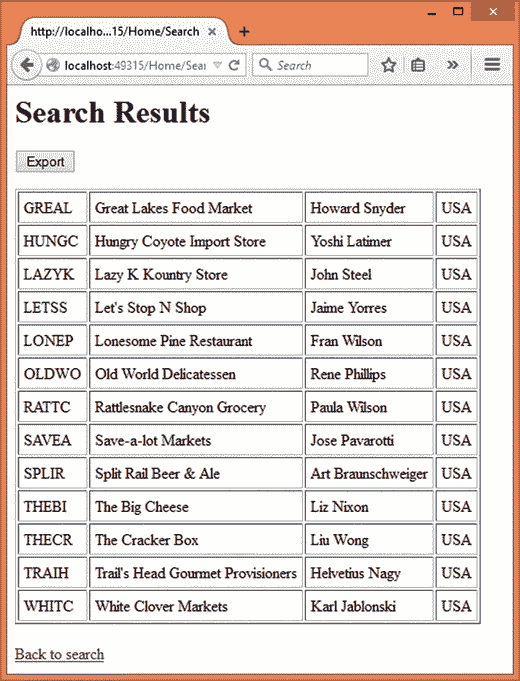 http://localho...15/Home/Search
localhost:49315/Home/Sear
Search
Search Results
Export
GREAL Great Lakes Food Market Howard Snyder USA
HUNGC Hungry Coyote Import Store Yoshi Latimer USA
LAZYK Lazy K Kountry Store John Steel USA
LETSS Let's Stop N Shop Jaime Yorres USA
LONEP Lonesome Pine Restaurant Fran Wilson USA
OLDWO Old World Delicatessen Rene Phillips USA
RATTC Rattlesnake Canyon Grocery Paula Wilson USA
SAVEA Save-a-lot Markets Jose Pavarotti USA
SPLIR Split Rail Beer & Ale Art Braunschweiger USA
THEBI The Big Cheese Liz Nixon USA
THECR The Cracker Box Liu Wong USA
TRAIH Trail's Head Gourmet Provisioners Helvetius Nagy USA
WHITC White Clover Markets Karl Jablonski USA
Back to search